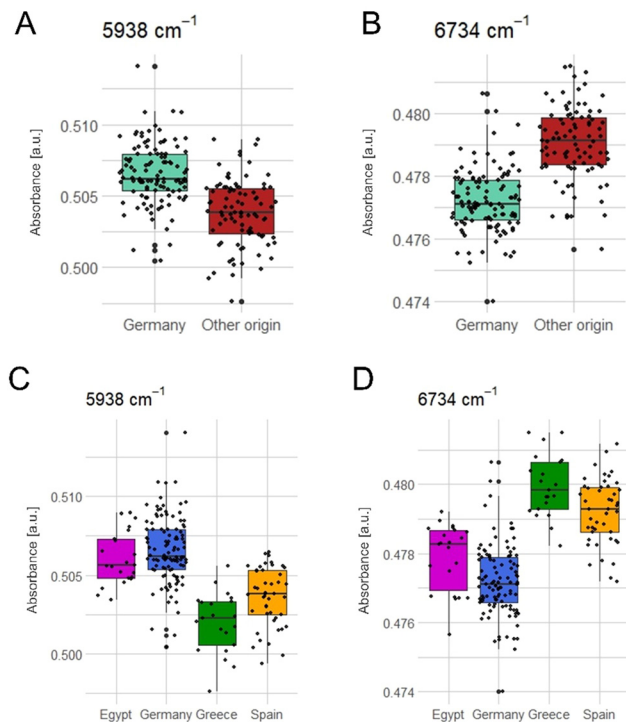 A
5938 cm⁻¹
Absorbance [a.u.]
0.510
0.505
0.500
Germany Other origin
B
6734 cm⁻¹
Absorbance [a.u.]
0.480
0.478
0.476
0.474
Germany Other origin
C
5938 cm⁻¹
Absorbance [a.u.]
0.510
0.505
0.500
Egypt Germany Greece Spain
D
6734 cm⁻¹
Absorbance [a.u.]
0.480
0.478
0.476
0.474
Egypt Germany Greece Spain